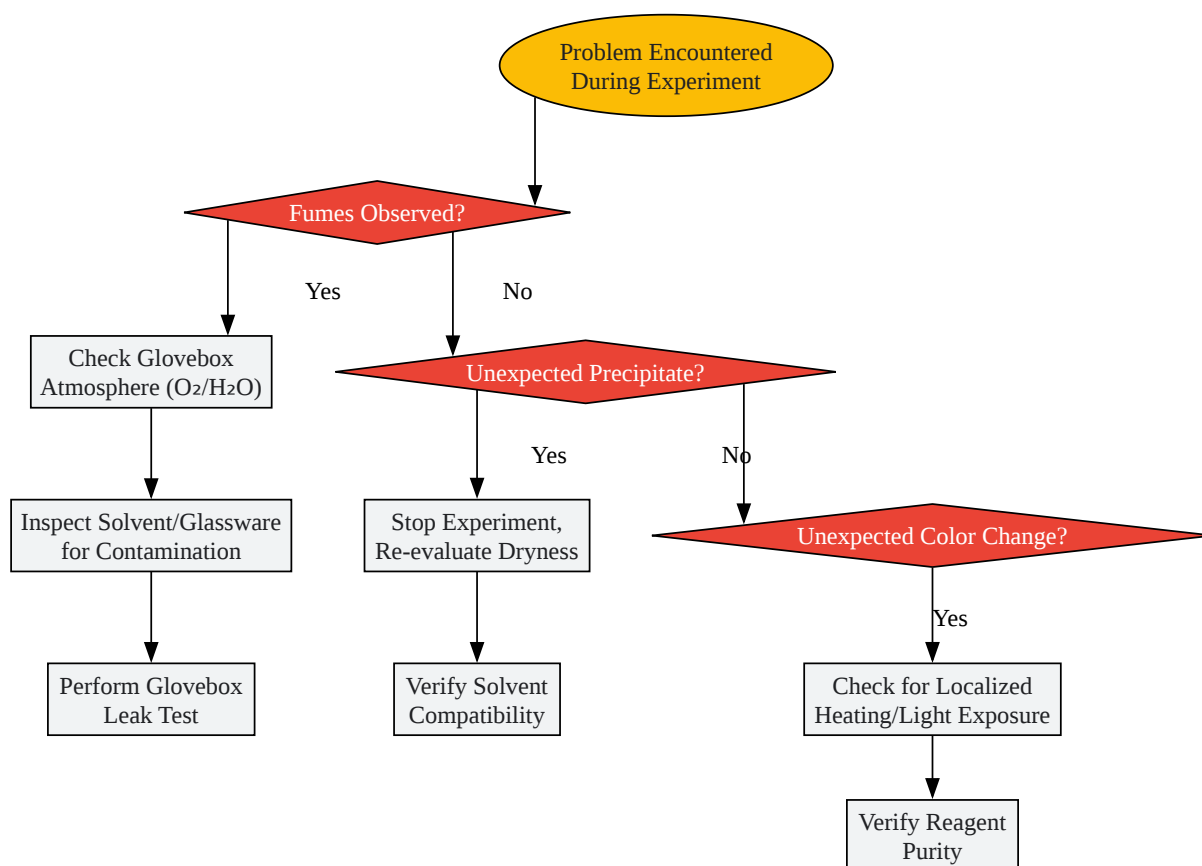 Problem Encountered
During Experiment
Fumes Observed?
Yes
No
Check Glovebox
Atmosphere (O₂/H₂O)
Unexpected Precipitate?
Yes
No
Inspect Solvent/Glassware
for Contamination
Stop Experiment,
Re-evaluate Dryness
Unexpected Color Change?
Yes
Perform Glovebox
Leak Test
Verify Solvent
Compatibility
Check for Localized
Heating/Light Exposure
Verify Reagent
Purity